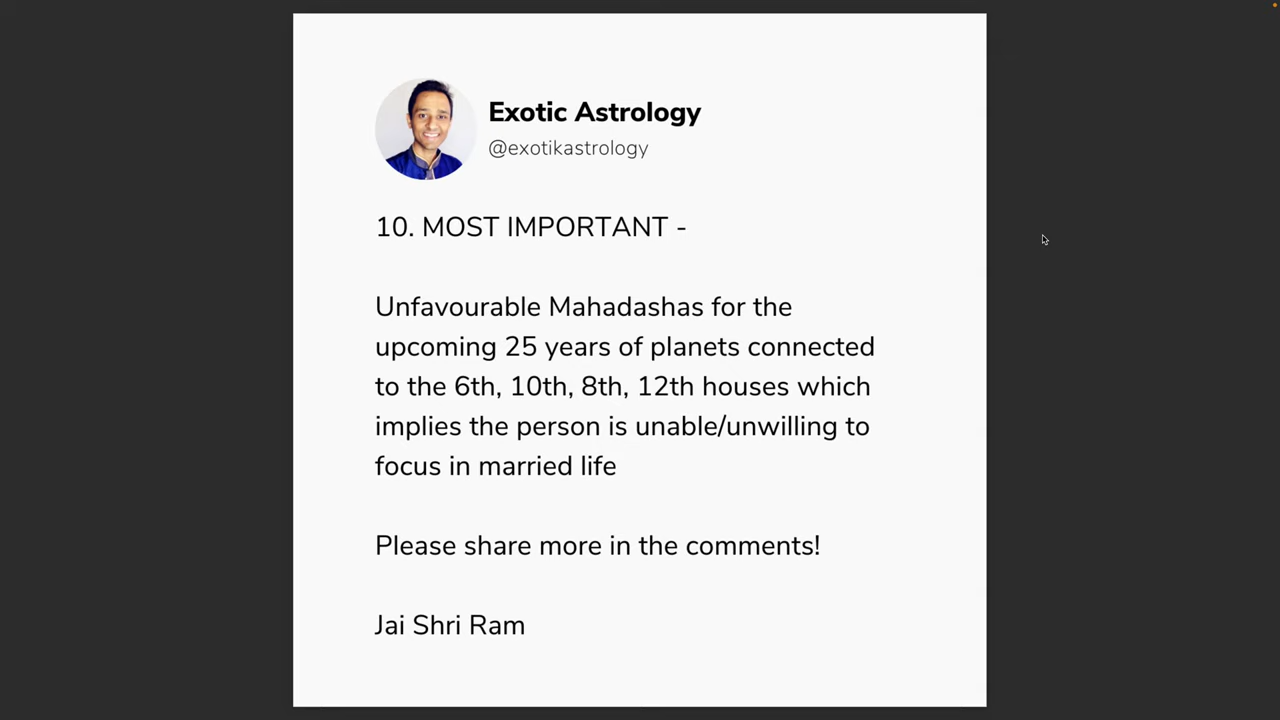 Exotic Astrology
@exotikastrology
10. MOST IMPORTANT -
Unfavourable Mahadashas for the
upcoming 25 years of planets connected
to the 6th, 10th, 8th, 12th houses which
implies the person is unable/unwilling to
focus in married life
Please share more in the comments!
Jai Shri Ram